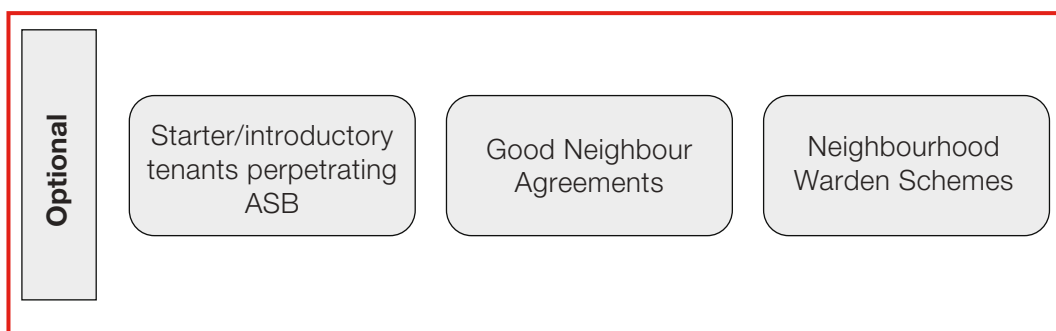 Optional
Starter/introductory
tenants perpetrating
ASB
Good Neighbour
Agreements
Neighbourhood
Warden Schemes